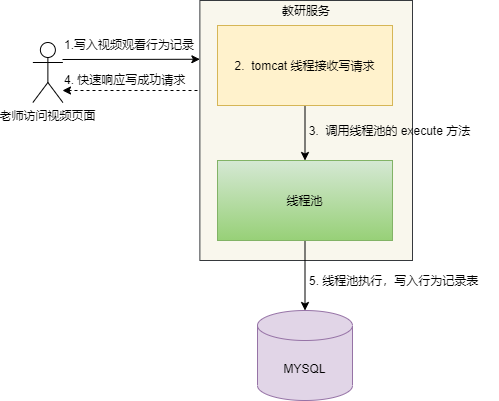 教研服务
1.写入视频观看行为记录
2. tomcat 线程接收写请求
4. 快速响应写成功请求
老师访问视频页面
3. 调用线程池的 execute 方法
线程池
5. 线程池执行，写入行为记录表
MYSQL